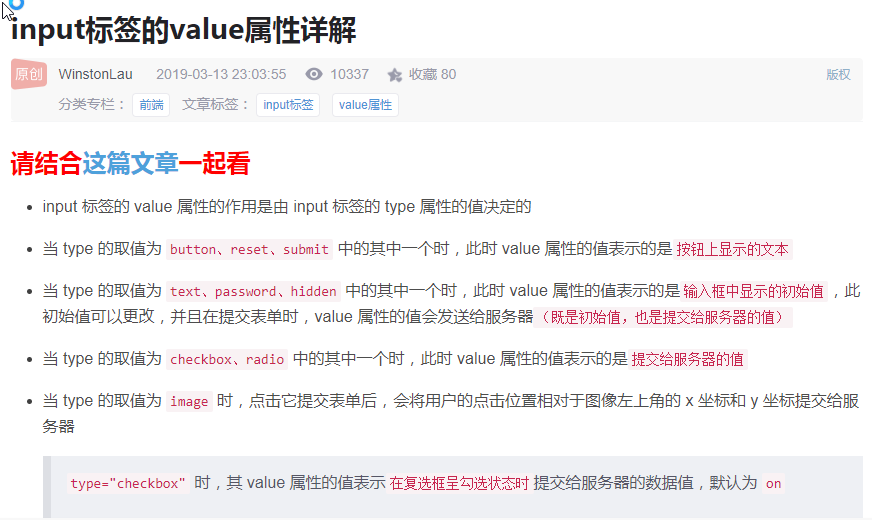 input标签的value属性详解
原创 WinstonLau 2019-03-13 23:03:55 10337 收藏 80 版权
分类专栏： 前端 文章标签： input标签 value属性
请结合这篇文章一起看
• input 标签的 value 属性的作用是由 input 标签的 type 属性的值决定的
• 当 type 的取值为 button、reset、submit 中的其中一个时，此时 value 属性的值表示的是 按钮上显示的文本
• 当 type 的取值为 text、password、hidden 中的其中一个时，此时 value 属性的值表示的是 输入框中显示的初始值 ，此
初始值可以更改，并且在提交表单时，value 属性的值会发送给服务器 （既是初始值，也是提交给服务器的值）
• 当 type 的取值为 checkbox、radio 中的其中一个时，此时 value 属性的值表示的是 提交给服务器的值
• 当 type 的取值为 image 时，点击它提交表单后，会将用户的点击位置相对于图像左上角的 x 坐标和 y 坐标提交给服
务器
type="checkbox" 时，其 value 属性的值表示 在复选框呈勾选状态时 提交给服务器的数据值，默认为 on